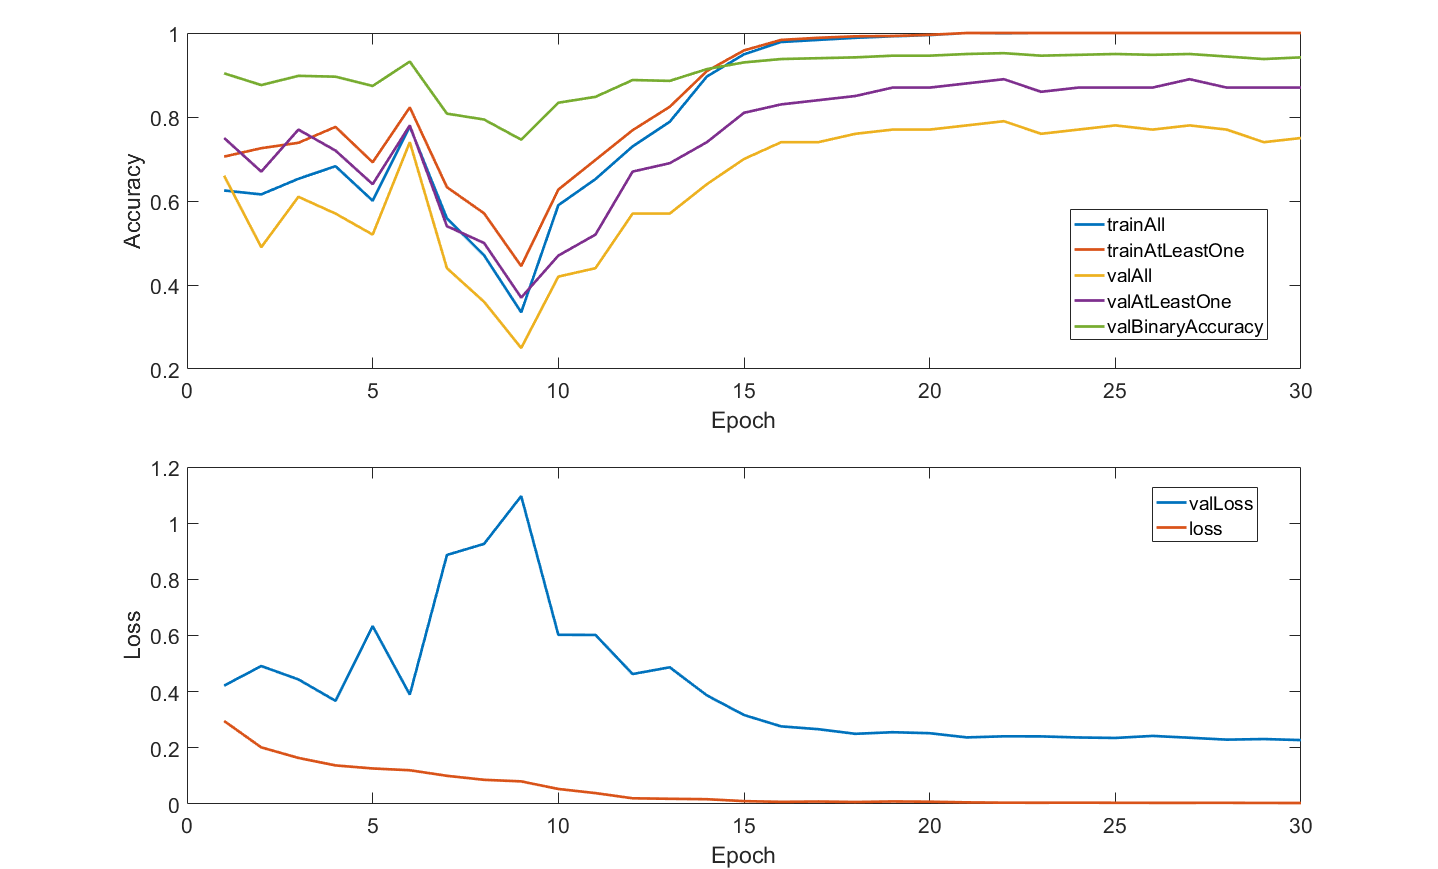 1
0.8
0.6
0.4
0.2
Accuracy
0 5 10 15 20 25 30
Epoch
trainAll
trainAtLeastOne
valAll
valAtLeastOne
valBinaryAccuracy
1.2
1
0.8
0.6
0.4
0.2
0
Loss
0 5 10 15 20 25 30
Epoch
valLoss
loss